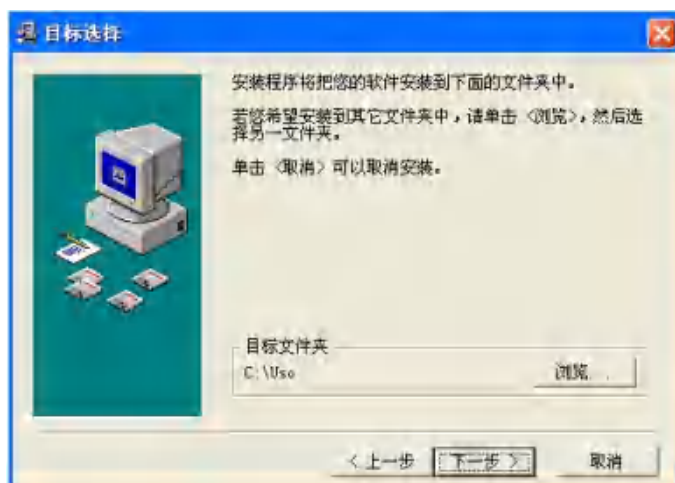 目标选择
安装程序将把您的软件安装到下面的文件夹中。
若您希望安装到其它文件夹中，请单击〈浏览〉，然后选
择另一文件夹。
单击〈取消〉可以取消安装。
目标文件夹
C:\Uso
浏览...
< 上一步
下一步 >
取消